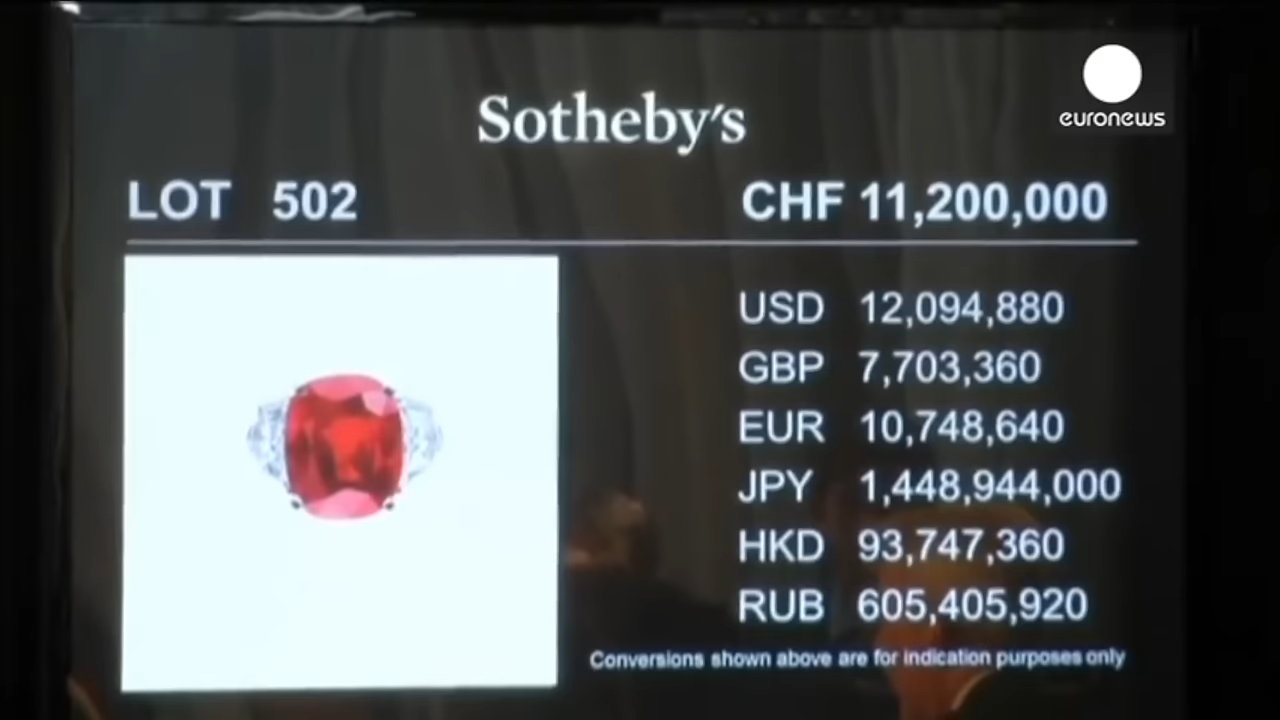 euronews
Sotheby's
LOT 502 CHF 11,200,000
USD 12,094,880
GBP 7,703,360
EUR 10,748,640
JPY 1,448,944,000
HKD 93,747,360
RUB 605,405,920
Conversions shown above are for indication purposes only